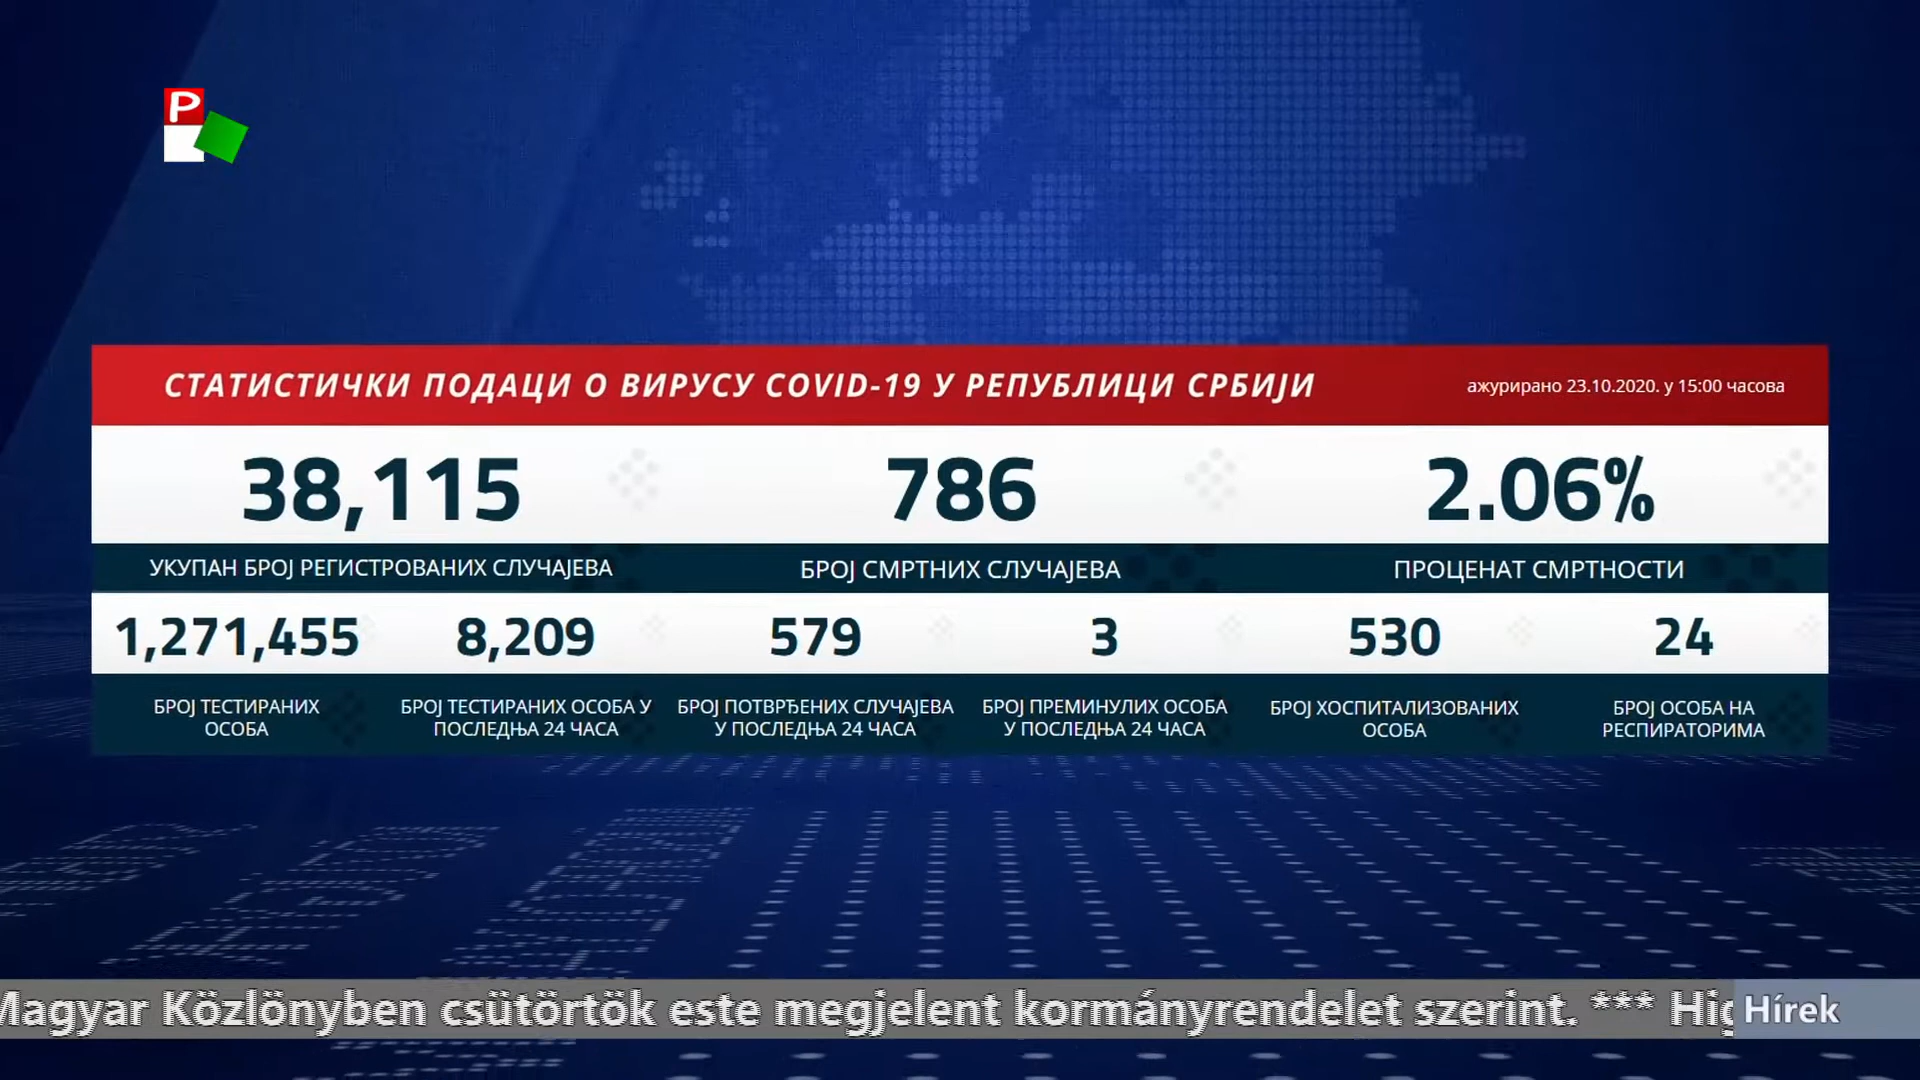 P
СТАТИСТИЧКИ ПОДАЦИ О ВИРУСУ COVID-19 У РЕПУБЛИЦИ СРБИЈИ
ажурирано 23.10.2020. у 15:00 часова
38,115
786
2.06%
УКУПАН БРОЈ РЕГИСТРОВАНИХ СЛУЧАЈЕВА
БРОЈ СМРТНИХ СЛУЧАЈЕВА
ПРОЦЕНАТ СМРТНОСТИ
1,271,455
8,209
579
3
530
24
БРОЈ ТЕСТИРАНИХ
ОСОБА
БРОЈ ТЕСТИРАНИХ ОСОБА У
ПОСЛЕДЊА 24 ЧАСА
БРОЈ ПОТВРЂЕНИХ СЛУЧАЈЕВА
У ПОСЛЕДЊА 24 ЧАСА
БРОЈ ПРЕМИНУЛИХ ОСОБА
У ПОСЛЕДЊА 24 ЧАСА
БРОЈ ХОСПИТАЛИЗОВАНИХ
ОСОБА
БРОЈ ОСОБА НА
РЕСПИРАТОРИМА
Magyar Közlönyben csütörtök este megjelent kormányrendelet szerint. ***
Hírek